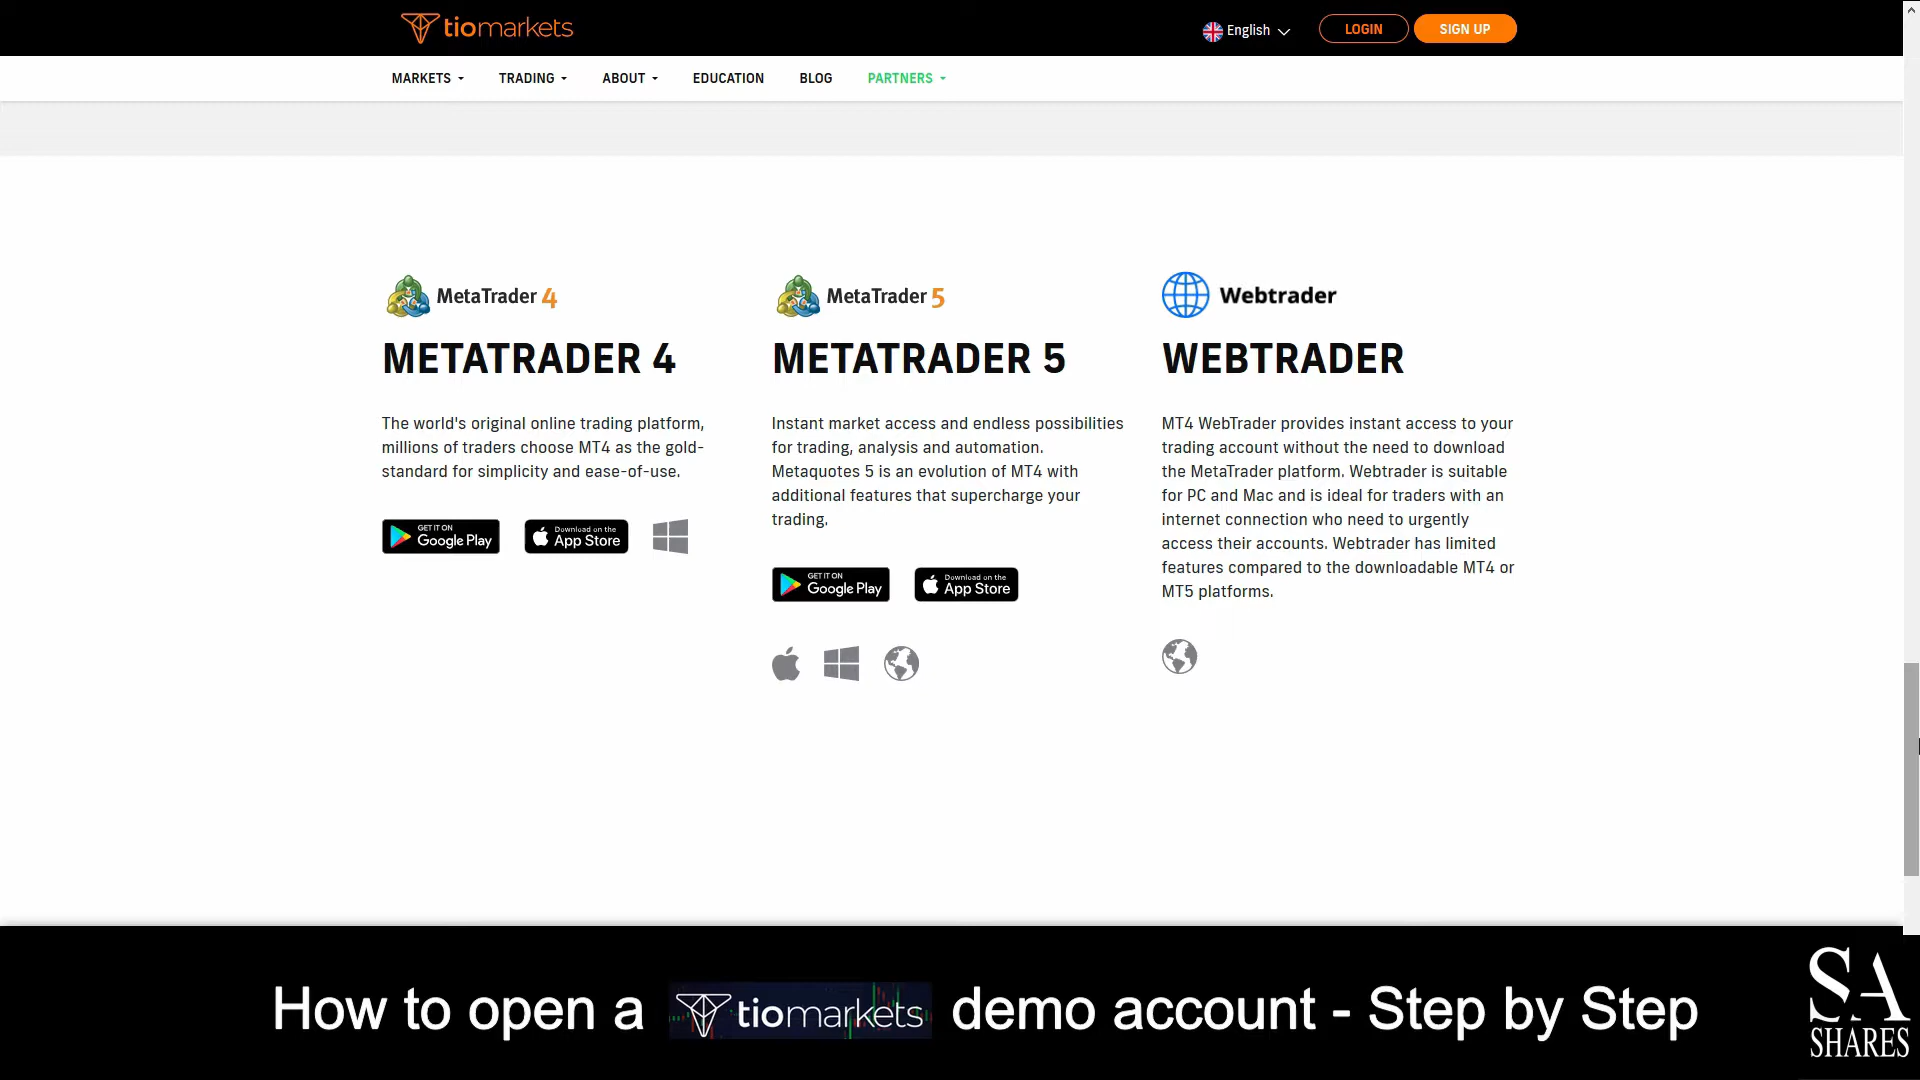 tiomarkets
English
LOGIN
SIGN UP
MARKETS
TRADING
ABOUT
EDUCATION
BLOG
PARTNERS
MetaTrader 4
METATRADER 4
The world's original online trading platform,
millions of traders choose MT4 as the gold-
standard for simplicity and ease-of-use.
GET IT ON
Google Play
Download on the
App Store
MetaTrader 5
METATRADER 5
Instant market access and endless possibilities
for trading, analysis and automation.
Metaquotes 5 is an evolution of MT4 with
additional features that supercharge your
trading.
GET IT ON
Google Play
Download on the
App Store
Webtrader
WEBTRADER
MT4 WebTrader provides instant access to your
trading account without the need to download
the MetaTrader platform. Webtrader is suitable
for PC and Mac and is ideal for traders with an
internet connection who need to urgently
access their accounts. Webtrader has limited
features compared to the downloadable MT4 or
MT5 platforms.
How to open a tiomarkets demo account - Step by Step
SA
SHARES